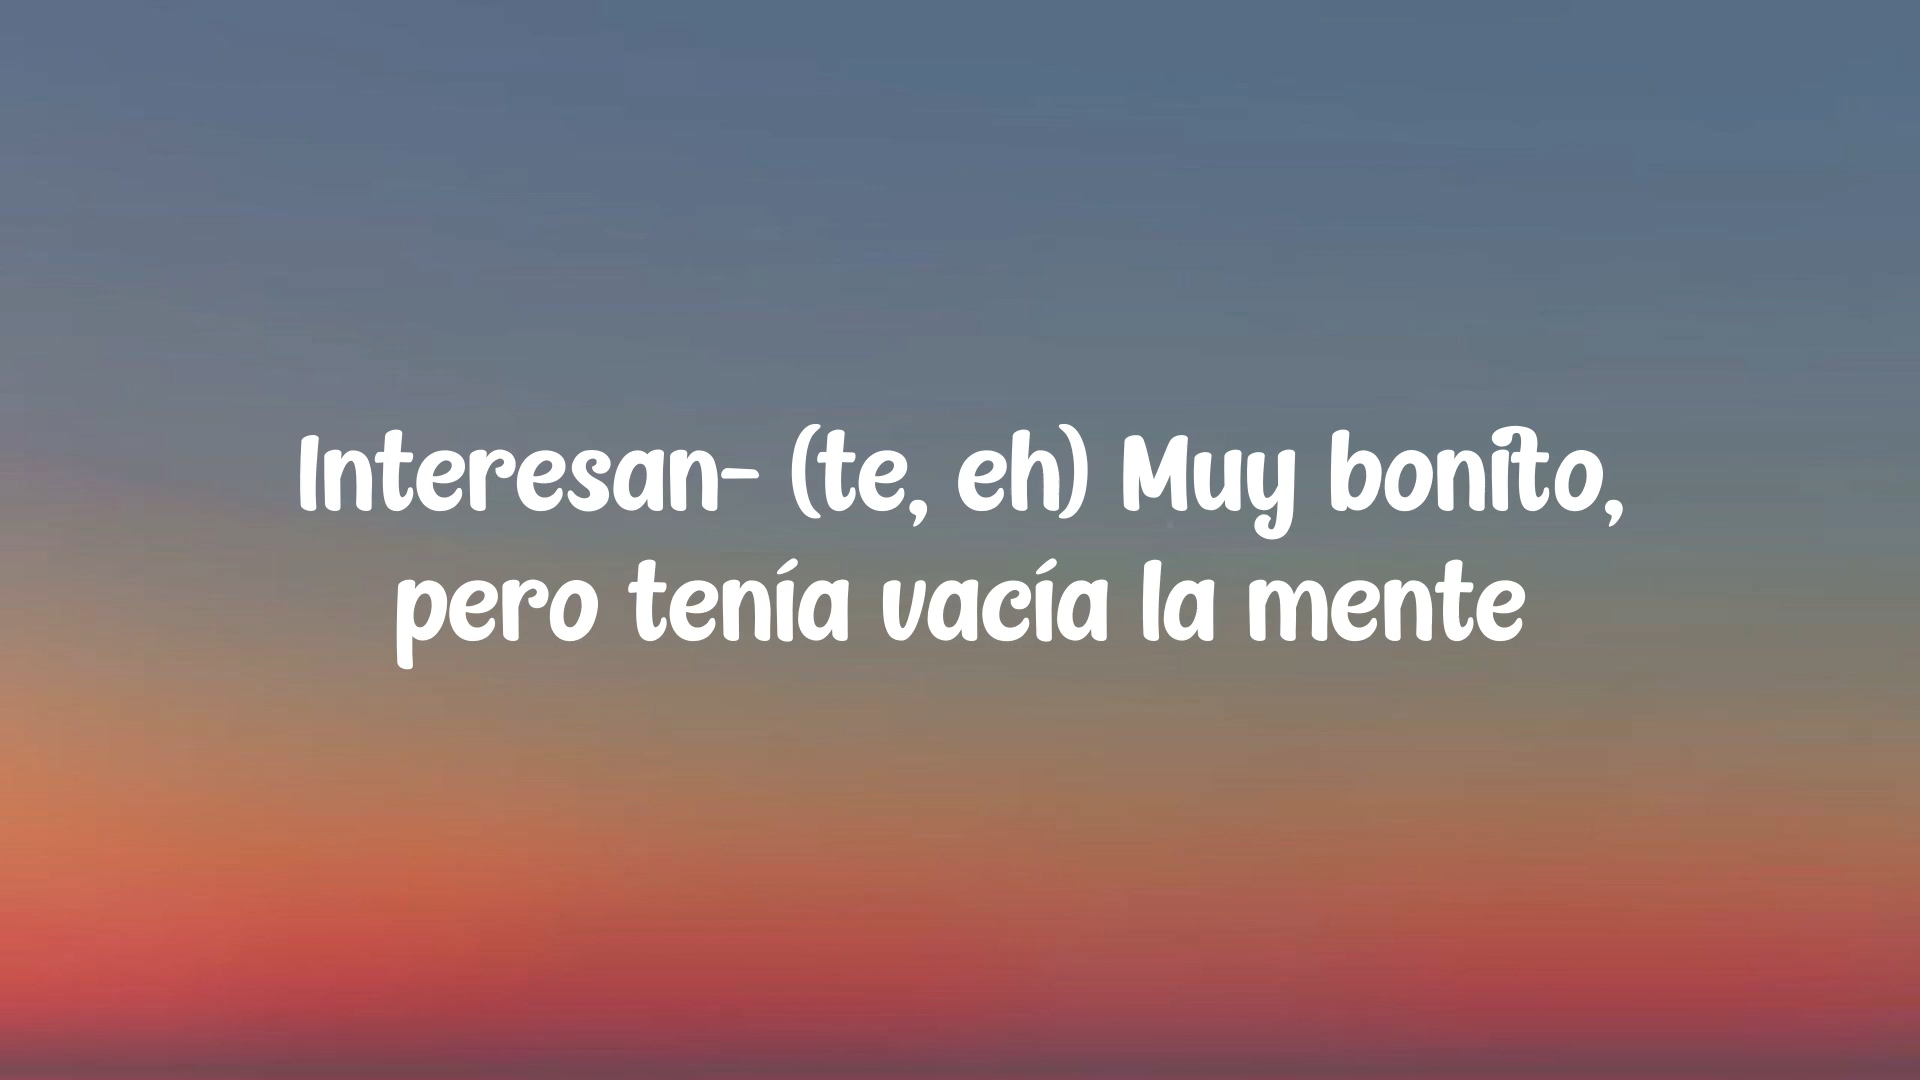 Interesan- (te, eh) Muy bonito,
pero tenía vacía la mente